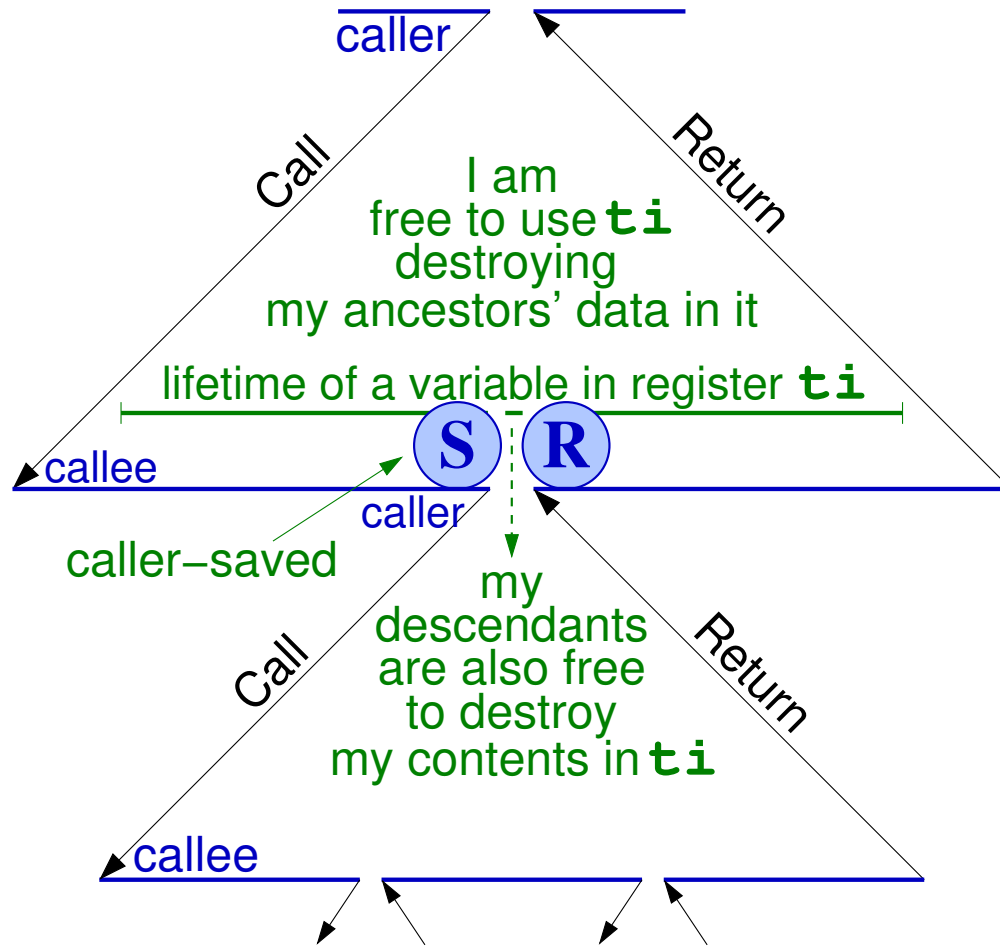 caller
Call
Return
I am
free to use ti
destroying
my ancestors' data in it
lifetime of a variable in register ti
S R
callee
caller
caller–saved
my
descendants
are also free
to destroy
my contents in ti
Call
Return
callee